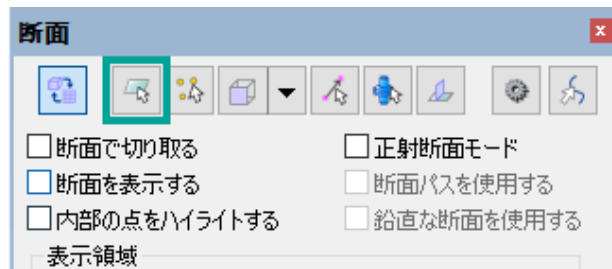 断面
断面で切り取る
正射断面モード
断面を表示する
断面パスを使用する
内部の点をハイライトする
鉛直な断面を使用する
表示領域